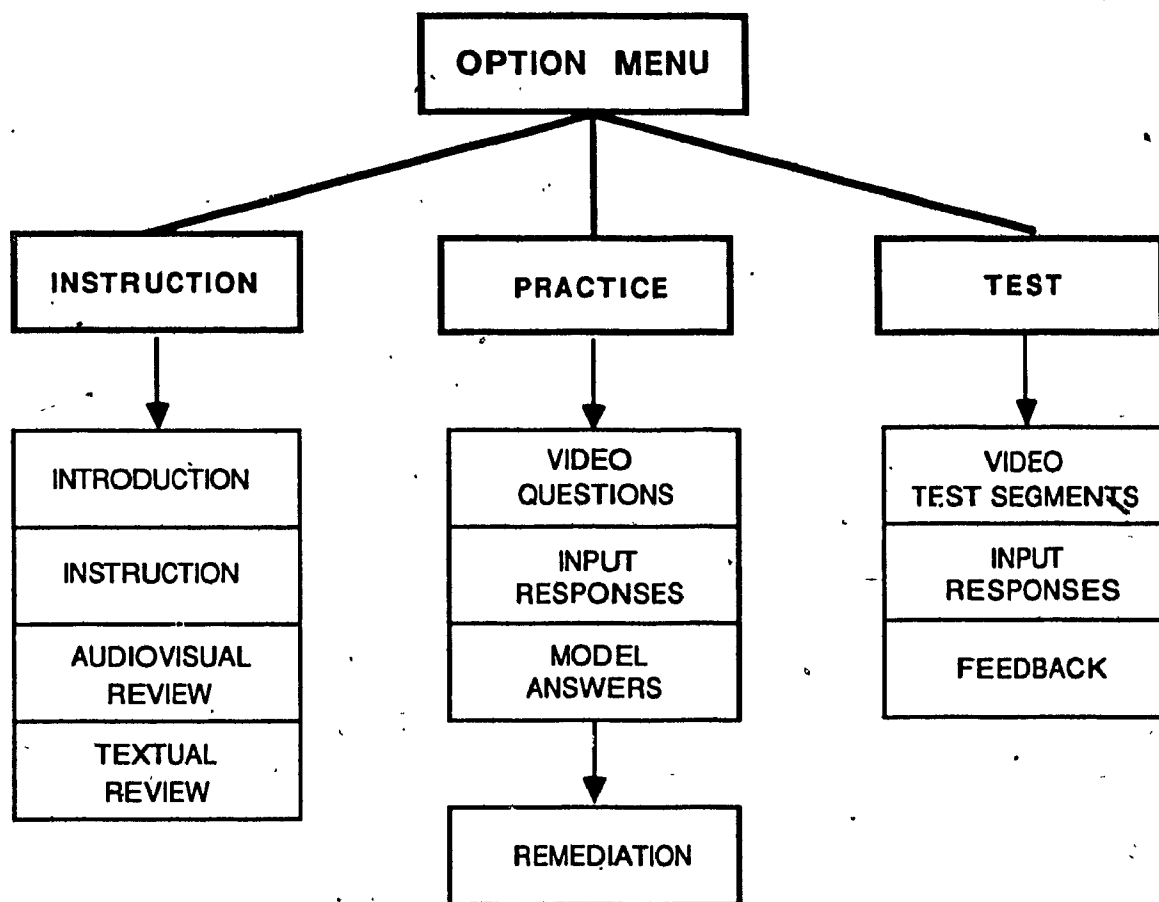 OPTION MENU
INSTRUCTION
PRACTICE
TEST
INTRODUCTION
INSTRUCTION
AUDIOVISUAL
REVIEW
TEXTUAL
REVIEW
VIDEO
QUESTIONS
INPUT
RESPONSES
MODEL
ANSWERS
REMEDIATION
VIDEO
TEST SEGMENTS
INPUT
RESPONSES
FEEDBACK